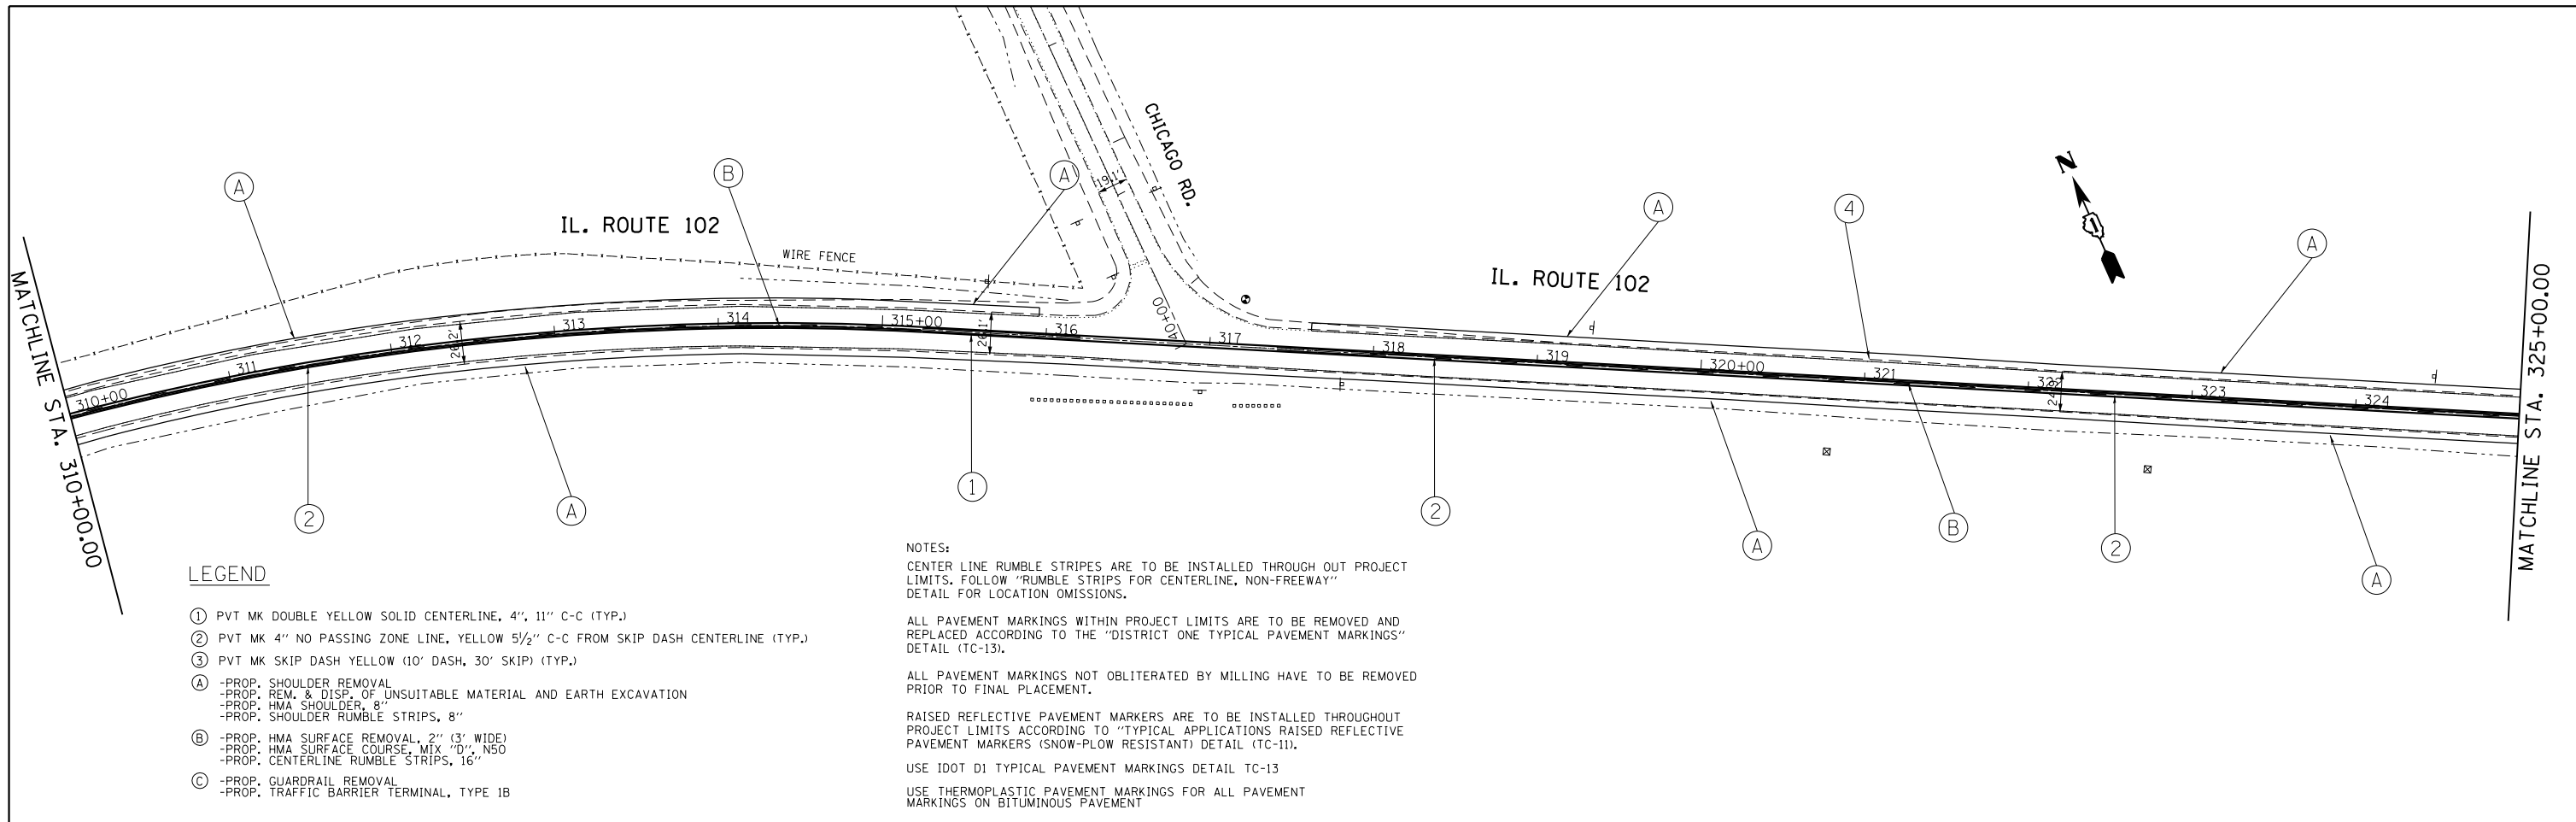 CHICAGO RD.
19.1'
N
1
A
B
A
A
4
A
IL. ROUTE 102
WIRE FENCE
IL. ROUTE 102
MATCHLINE STA. 310+00.00
310+00
311
312
313
314
315+00
316
317
318
319
320+00
321
322
323
324
40+00
MATCHLINE STA. 325+00.00
2
A
1
2
A
B
2
A
LEGEND
1 PVT MK DOUBLE YELLOW SOLID CENTERLINE, 4", 11" C-C (TYP.)
2 PVT MK 4" NO PASSING ZONE LINE, YELLOW 5½" C-C FROM SKIP DASH CENTERLINE (TYP.)
3 PVT MK SKIP DASH YELLOW (10' DASH, 30' SKIP) (TYP.)
A -PROP. SHOULDER REMOVAL
-PROP. REM. & DISP. OF UNSUITABLE MATERIAL AND EARTH EXCAVATION
-PROP. HMA SHOULDER, 8"
-PROP. SHOULDER RUMBLE STRIPS, 8"
B -PROP. HMA SURFACE REMOVAL, 2" (3' WIDE)
-PROP. HMA SURFACE COURSE, MIX "D", N50
-PROP. CENTERLINE RUMBLE STRIPS, 16"
C -PROP. GUARDRAIL REMOVAL
-PROP. TRAFFIC BARRIER TERMINAL, TYPE 1B
NOTES:
CENTER LINE RUMBLE STRIPES ARE TO BE INSTALLED THROUGH OUT PROJECT
LIMITS. FOLLOW "RUMBLE STRIPS FOR CENTERLINE, NON-FREEWAY"
DETAIL FOR LOCATION OMISSIONS.
ALL PAVEMENT MARKINGS WITHIN PROJECT LIMITS ARE TO BE REMOVED AND
REPLACED ACCORDING TO THE "DISTRICT ONE TYPICAL PAVEMENT MARKINGS"
DETAIL (TC-13).
ALL PAVEMENT MARKINGS NOT OBLITERATED BY MILLING HAVE TO BE REMOVED
PRIOR TO FINAL PLACEMENT.
RAISED REFLECTIVE PAVEMENT MARKERS ARE TO BE INSTALLED THROUGHOUT
PROJECT LIMITS ACCORDING TO "TYPICAL APPLICATIONS RAISED REFLECTIVE
PAVEMENT MARKERS (SNOW-PLOW RESISTANT) DETAIL (TC-11).
USE IDOT D1 TYPICAL PAVEMENT MARKINGS DETAIL TC-13
USE THERMOPLASTIC PAVEMENT MARKINGS FOR ALL PAVEMENT
MARKINGS ON BITUMINOUS PAVEMENT